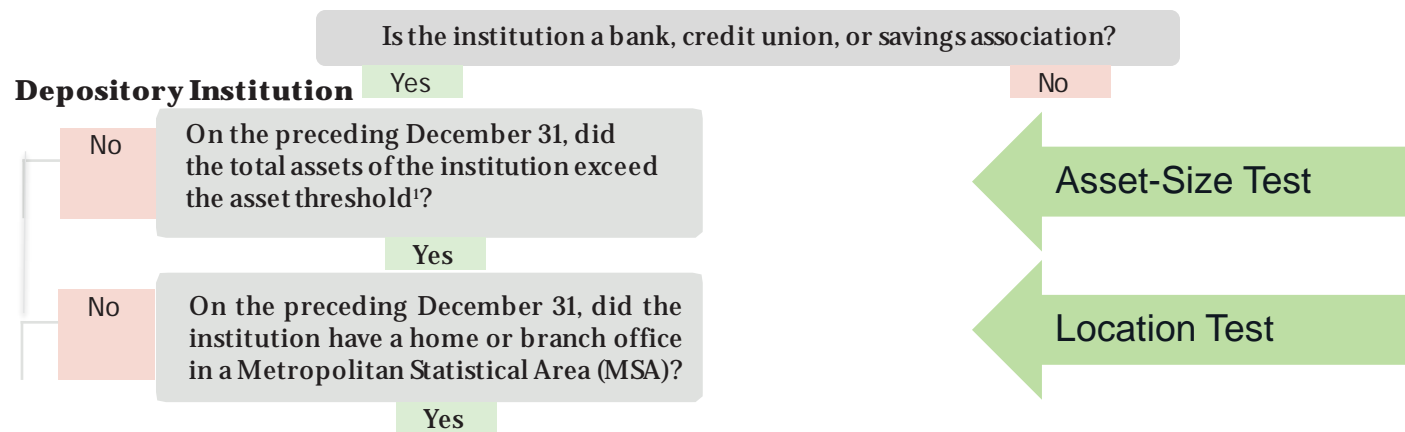 Is the institution a bank, credit union, or savings association?
Yes
No
Depository Institution
No
On the preceding December 31, did
the total assets of the institution exceed
the asset threshold¹?
Asset-Size Test
Yes
No
On the preceding December 31, did the
institution have a home or branch office
in a Metropolitan Statistical Area (MSA)?
Location Test
Yes